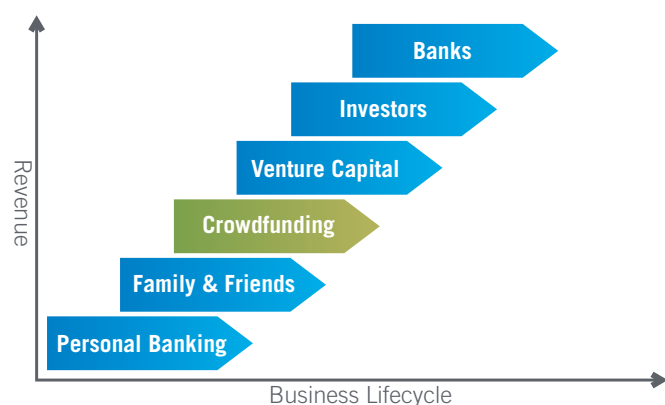 Banks
Investors
Venture Capital
Crowdfunding
Family & Friends
Personal Banking
Revenue
Business Lifecycle